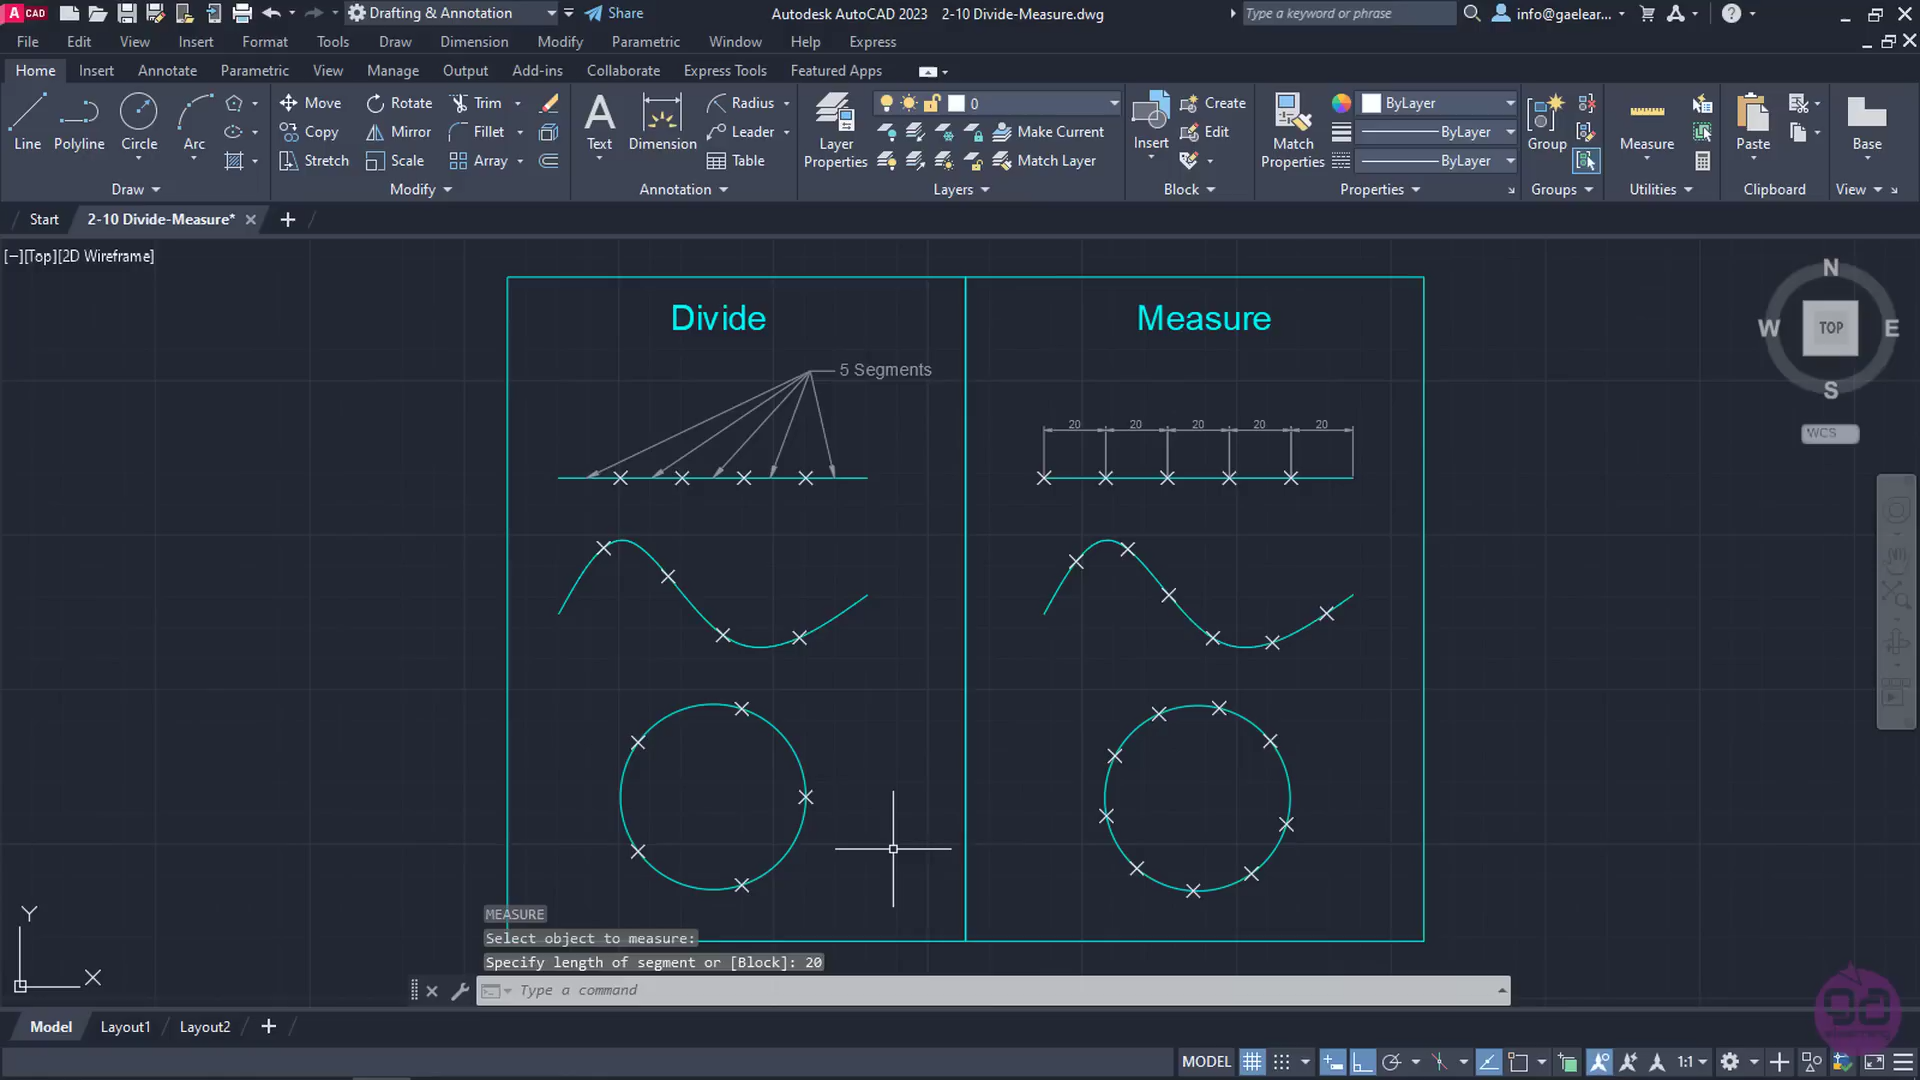 A CAD Drafting & Annotation Share Autodesk AutoCAD 2023 2-10 Divide-Measure.dwg Type a keyword or phrase info@gaelear...
File Edit View Insert Format Tools Draw Dimension Modify Parametric Window Help Express
Home Insert Annotate Parametric View Manage Output Add-ins Collaborate Express Tools Featured Apps
Move Rotate Trim Radius 0 Create ByLayer
Line Polyline Circle Arc Copy Mirror Fillet Text Dimension Leader Layer Properties Make Current Insert Edit Match Properties ByLayer Group Measure Paste Base
Stretch Scale Array Table Match Layer ByLayer
Draw Modify Annotation Layers Block Properties Groups Utilities Clipboard View
Start 2-10 Divide-Measure*
[−][Top][2D Wireframe]
N
W TOP E
S
WCS
Divide Measure
5 Segments
20 20 20 20 20
Y
X
MEASURE
Select object to measure:
Specify length of segment or [Block]: 20
Type a command
Model Layout1 Layout2
MODEL 1:1